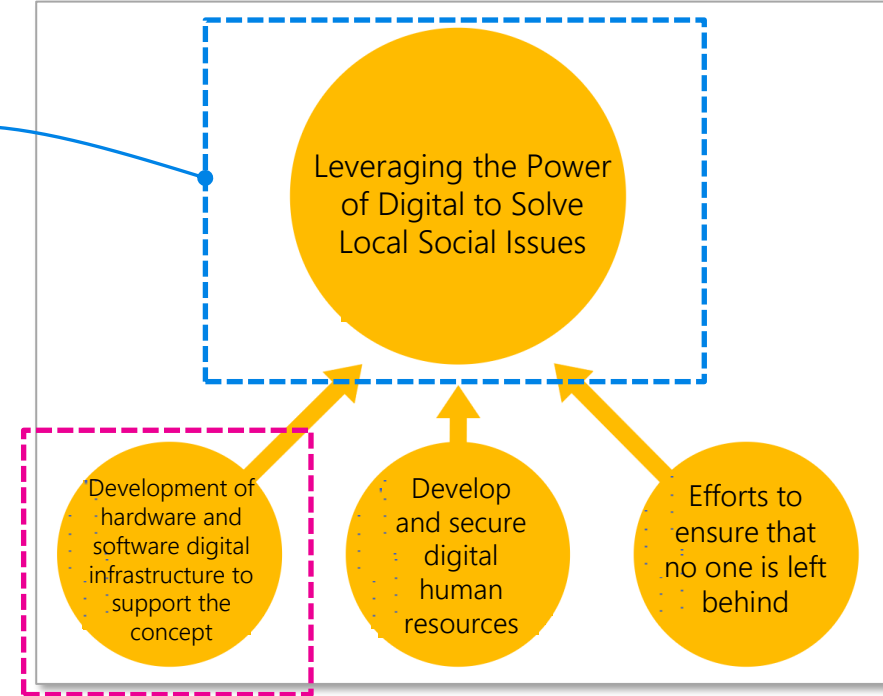 Leveraging the Power
of Digital to Solve
Local Social Issues
Development of
hardware and
software digital
infrastructure to
support the
concept
Develop
and secure
digital
human
resources
Efforts to
ensure that
no one is left
behind